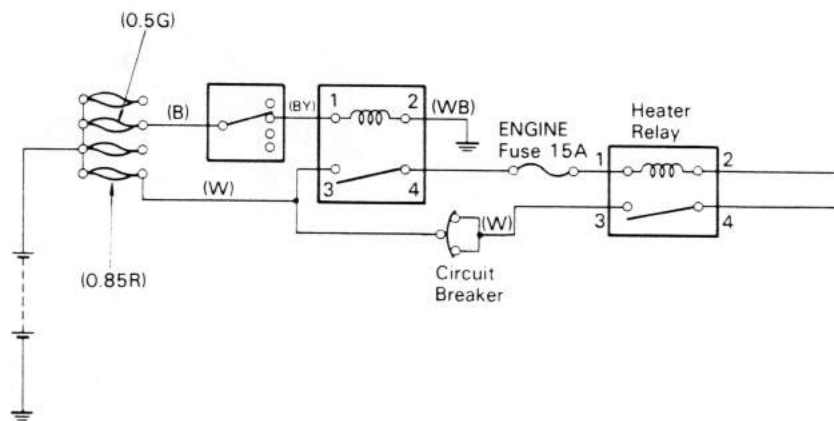 (0.5G)
(B)
(BY)
1
2
(WB)
3
4
(W)
(0.85R)
ENGINE
Fuse 15A
(W)
Circuit
Breaker
Heater
Relay
1
2
3
4